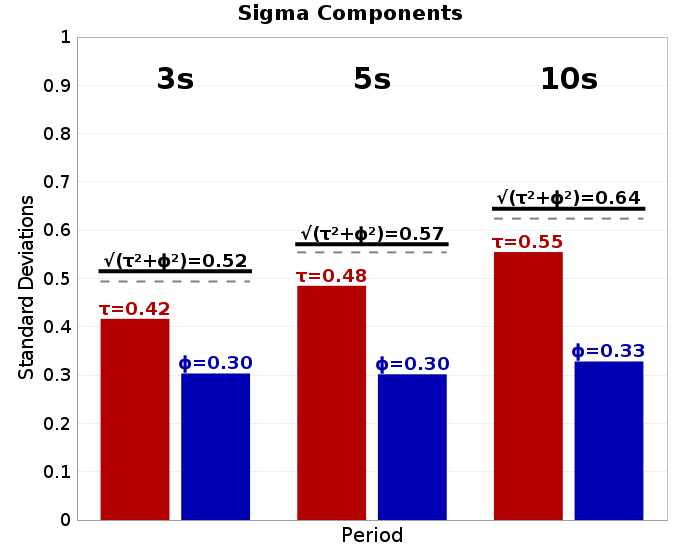 Sigma Components
1
0.9
0.8
0.7
0.6
0.5
0.4
0.3
0.2
0.1
0
Standard Deviations
3s
5s
10s
√(τ²+ϕ²)=0.52
τ=0.42
ϕ=0.30
√(τ²+ϕ²)=0.57
τ=0.48
ϕ=0.30
√(τ²+ϕ²)=0.64
τ=0.55
ϕ=0.33
Period